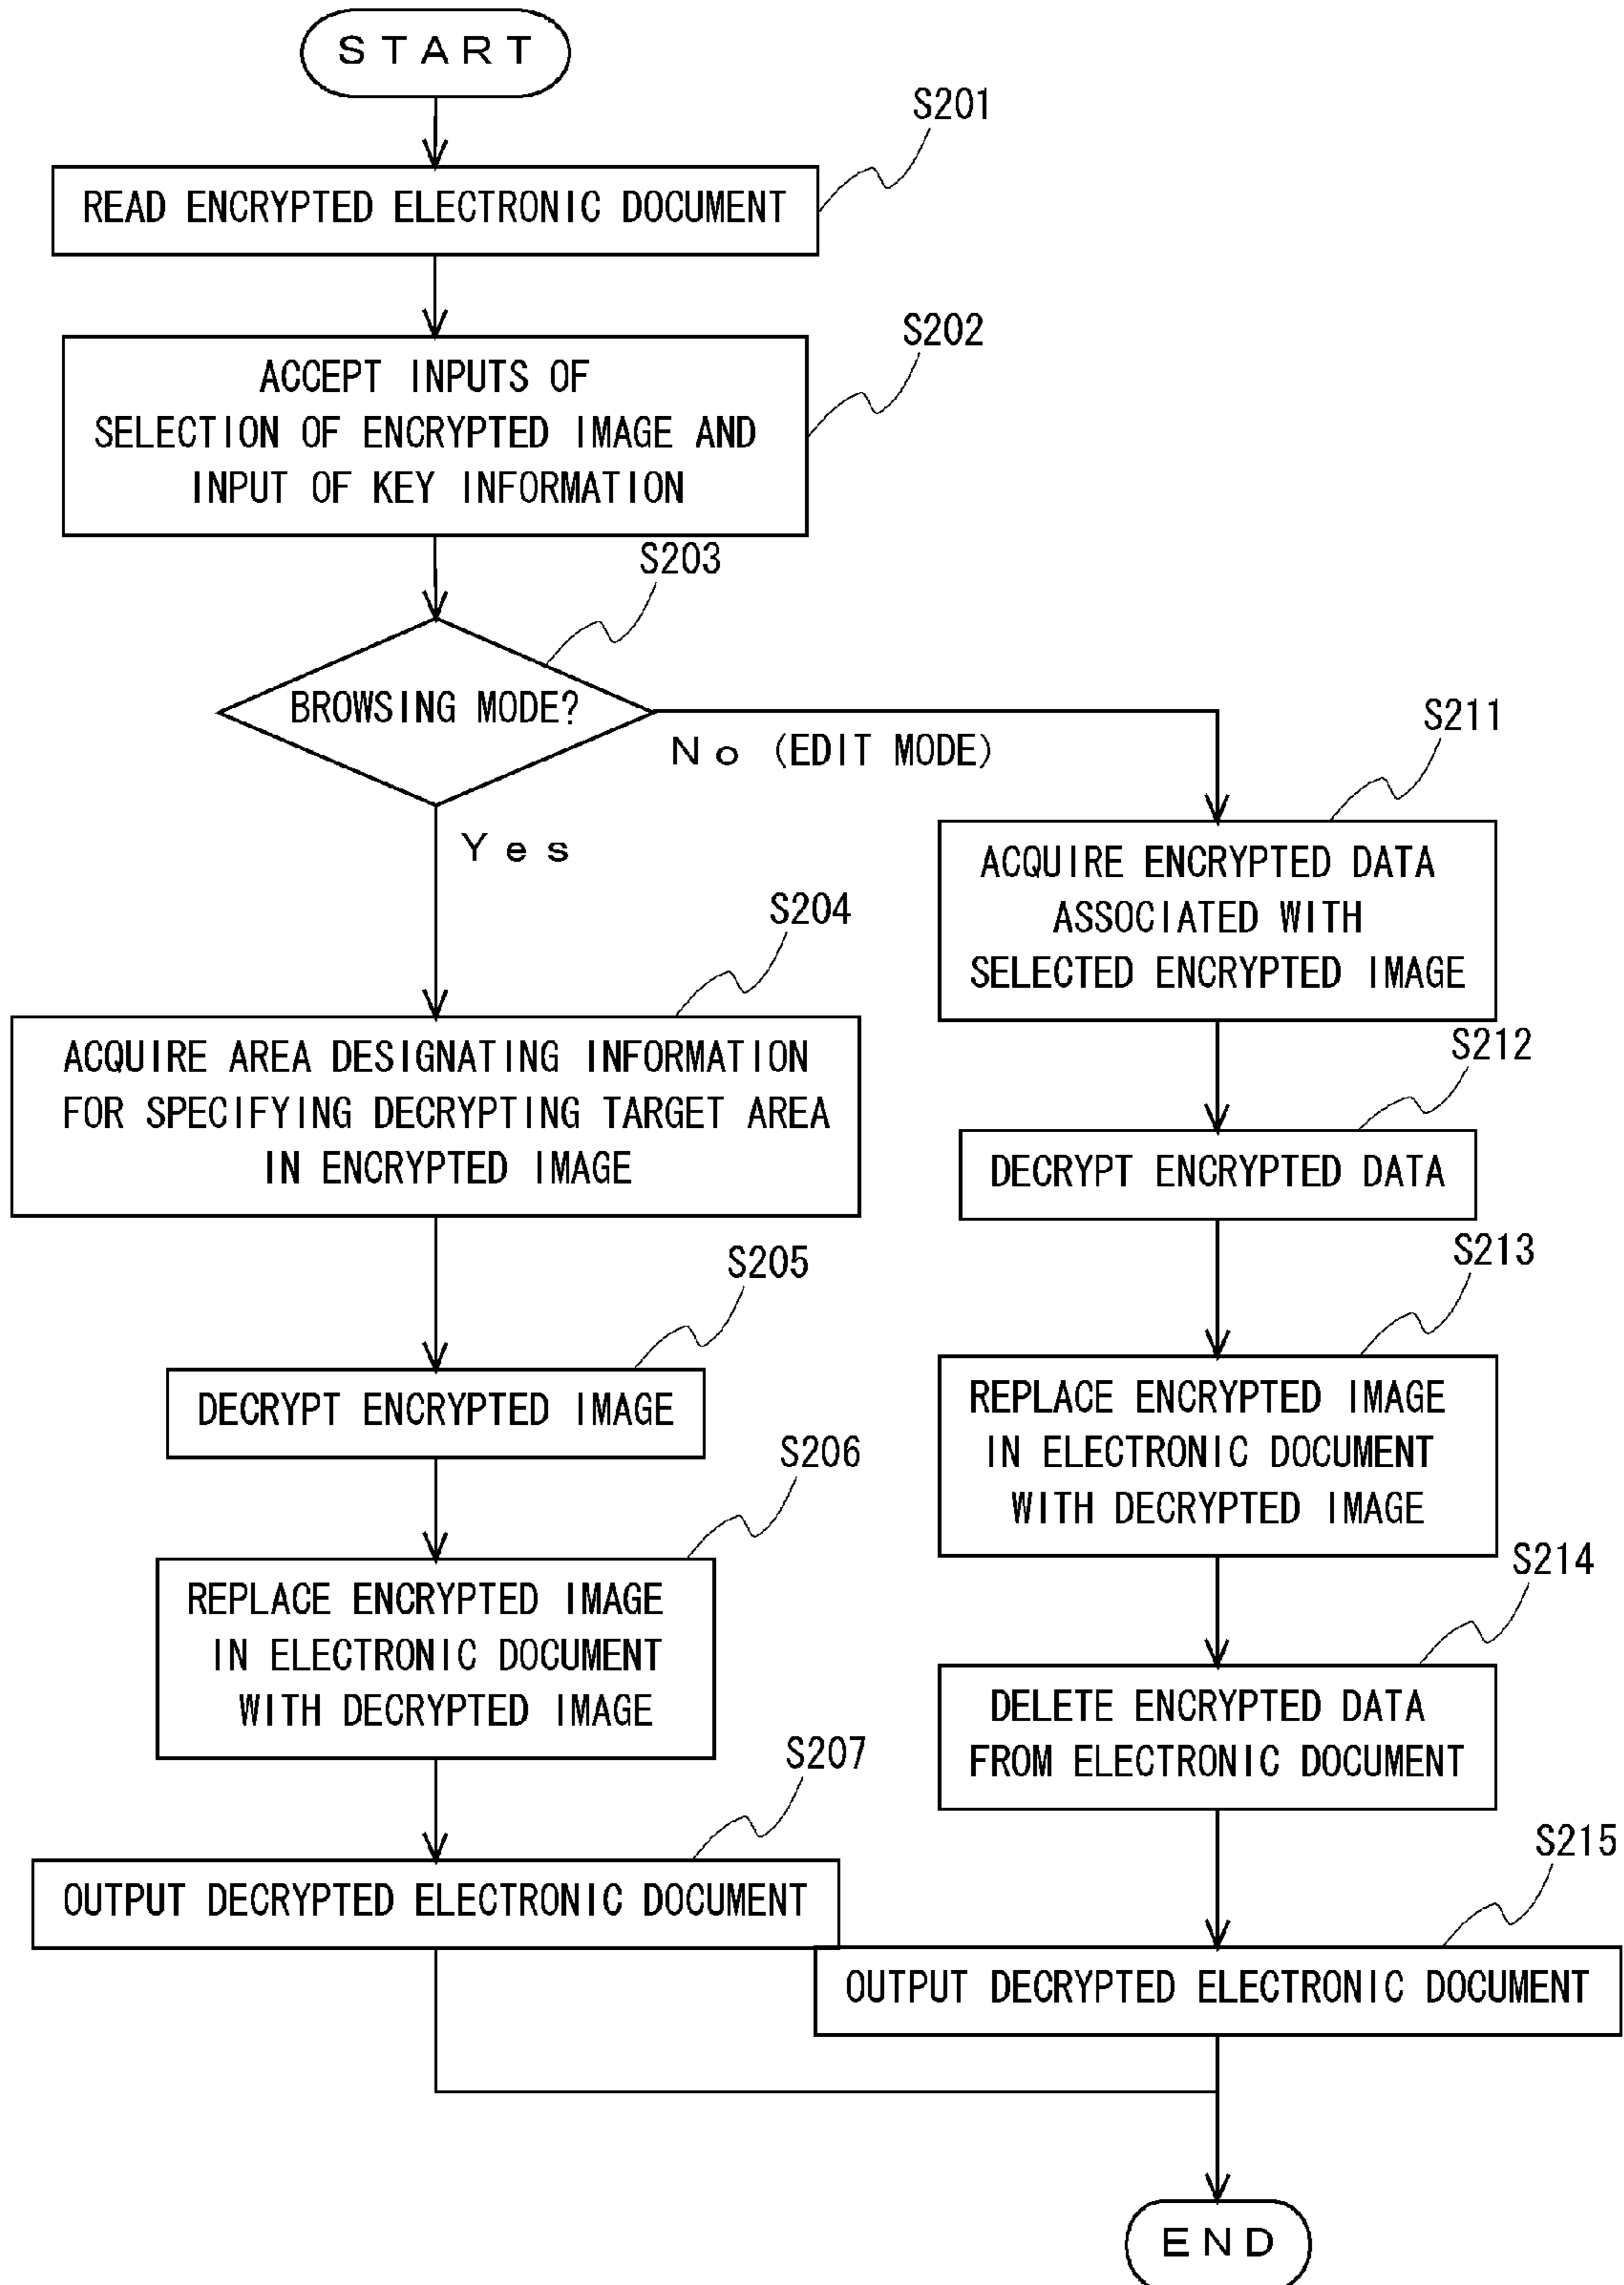 START
S201
READ ENCRYPTED ELECTRONIC DOCUMENT
S202
ACCEPT INPUTS OF
SELECTION OF ENCRYPTED IMAGE AND
INPUT OF KEY INFORMATION
S203
BROWSING MODE?
No (EDIT MODE)
Yes
S204
ACQUIRE AREA DESIGNATING INFORMATION
FOR SPECIFYING DECRYPTING TARGET AREA
IN ENCRYPTED IMAGE
S205
DECRYPT ENCRYPTED IMAGE
S206
REPLACE ENCRYPTED IMAGE
IN ELECTRONIC DOCUMENT
WITH DECRYPTED IMAGE
S207
OUTPUT DECRYPTED ELECTRONIC DOCUMENT
S211
ACQUIRE ENCRYPTED DATA
ASSOCIATED WITH
SELECTED ENCRYPTED IMAGE
S212
DECRYPT ENCRYPTED DATA
S213
REPLACE ENCRYPTED IMAGE
IN ELECTRONIC DOCUMENT
WITH DECRYPTED IMAGE
S214
DELETE ENCRYPTED DATA
FROM ELECTRONIC DOCUMENT
S215
OUTPUT DECRYPTED ELECTRONIC DOCUMENT
END